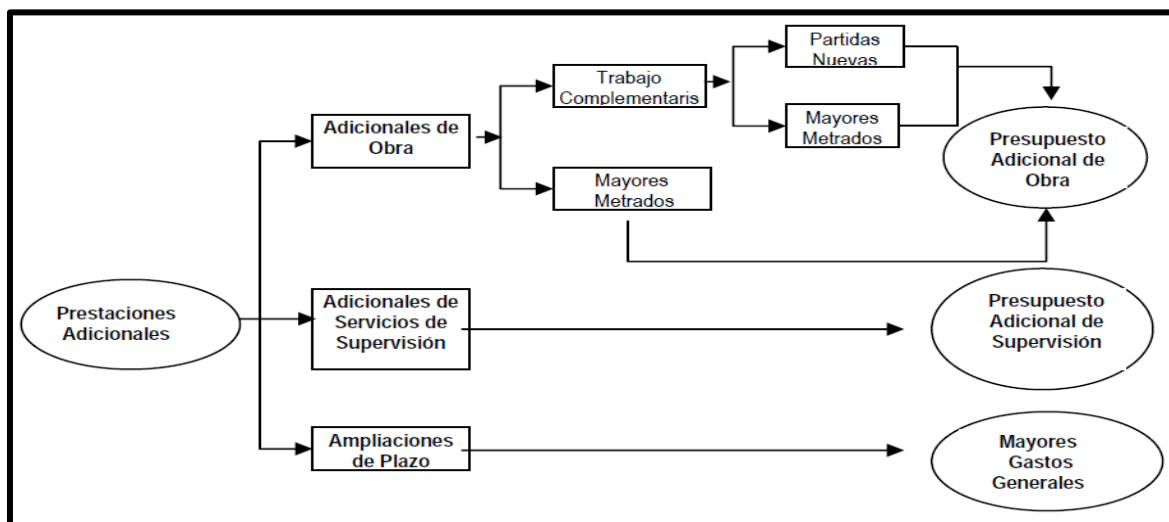 Partidas
Nuevas
Trabajo
Complementaris
Mayores
Metrados
Adicionales de
Obra
Presupuesto
Adicional de
Obra
Mayores
Metrados
Prestaciones
Adicionales
Adicionales de
Servicios de
Supervisión
Presupuesto
Adicional de
Supervisión
Ampliaciones
de Plazo
Mayores
Gastos
Generales